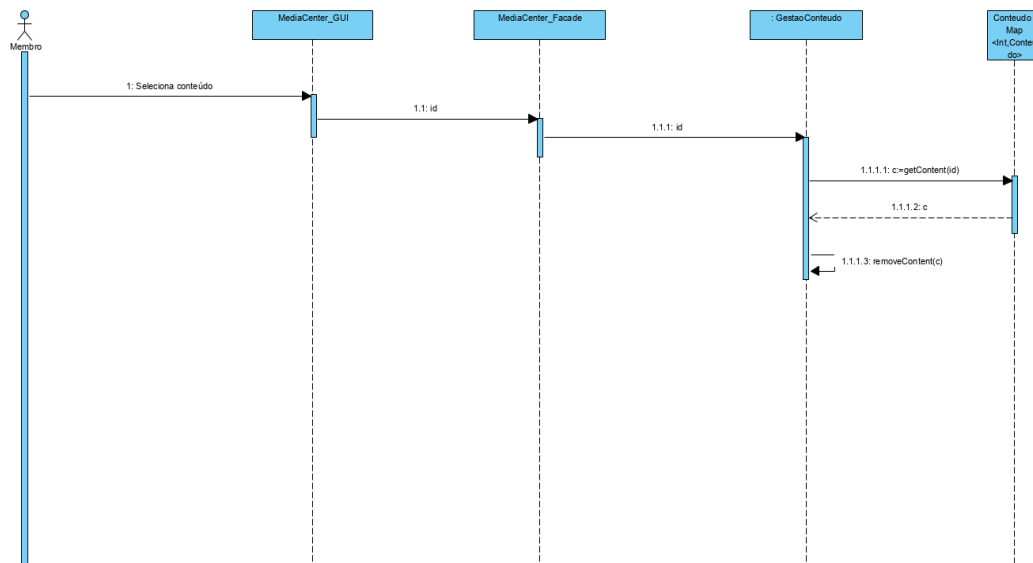 Membro
MediaCenter_GUI
MediaCenter_Facade
: GestaoConteudo
Conteudo
Map
<Int,Conteu
do>
1: Seleciona conteúdo
1.1: id
1.1.1: id
1.1.1.1: c:=getContent(id)
1.1.1.2: c
1.1.1.3: removeContent(c)